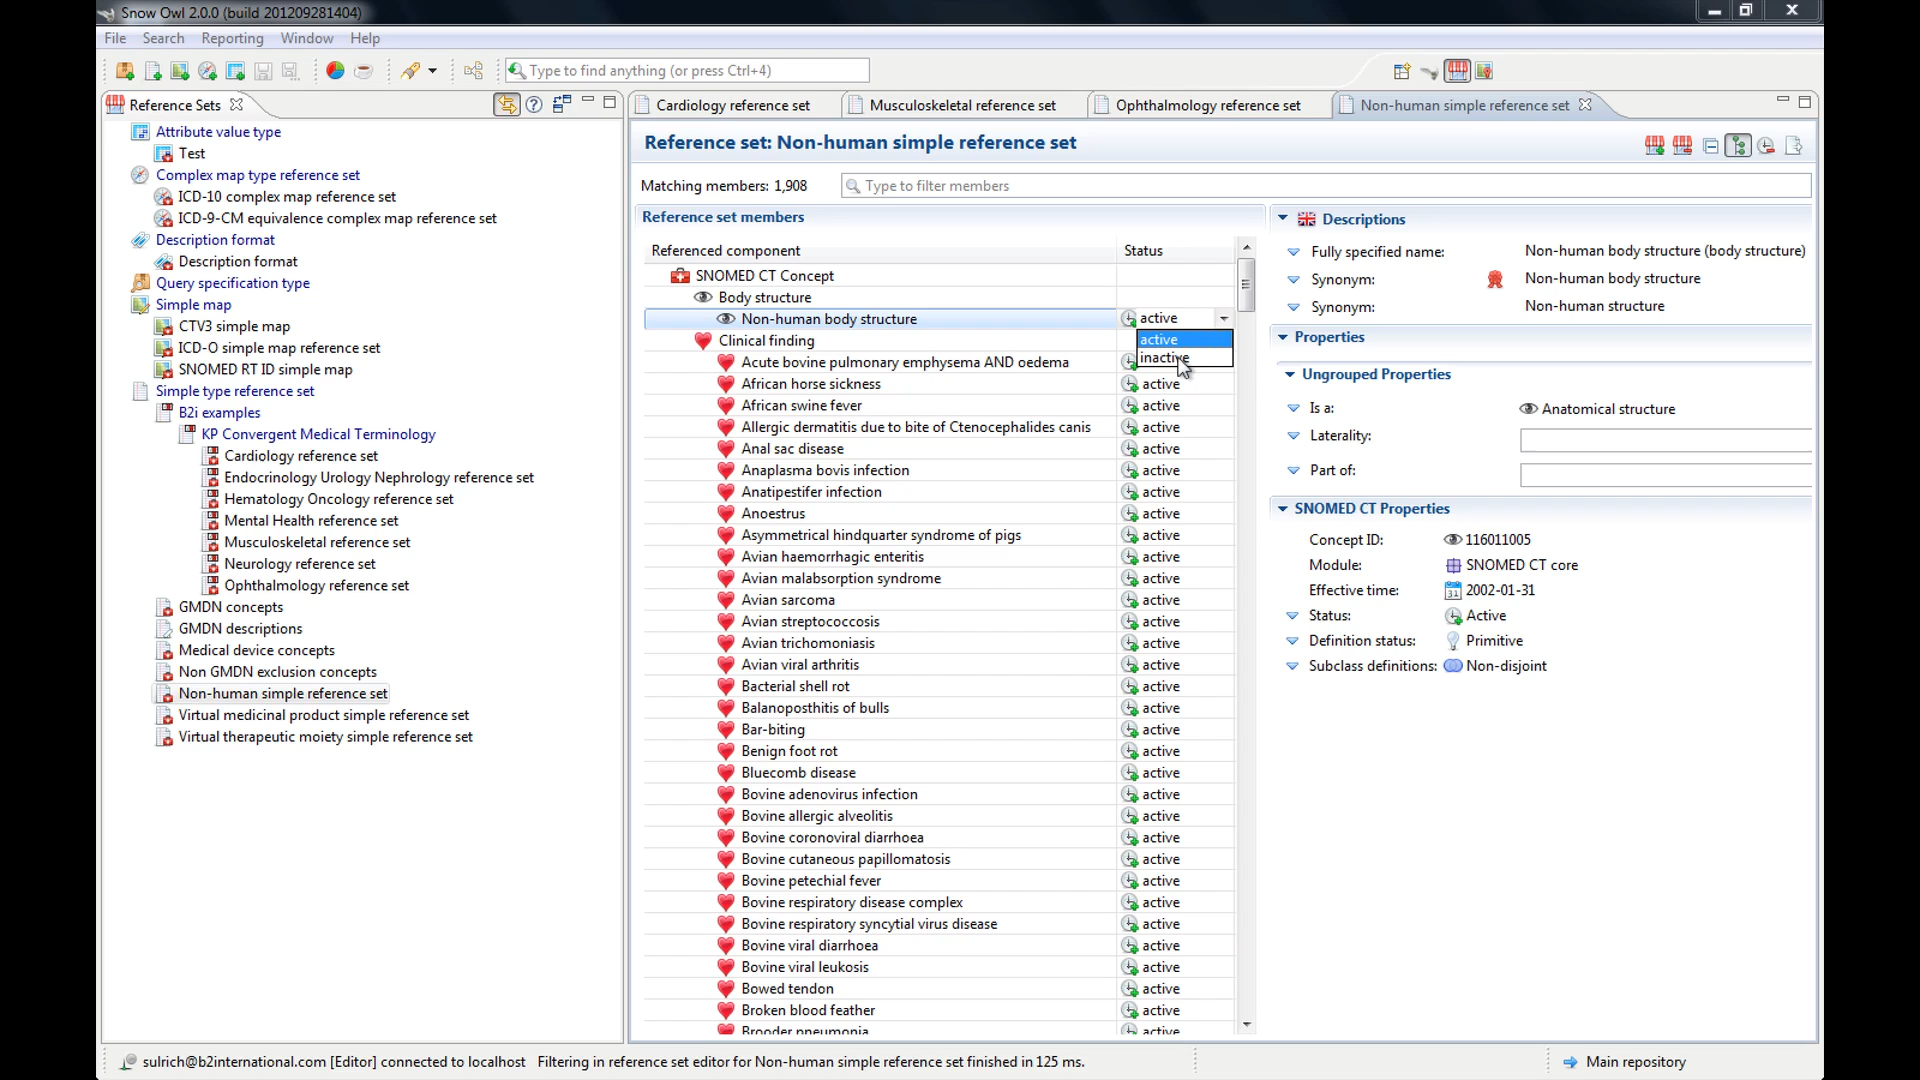 Snow Owl 2.0.0 (build 201209281404)
File Search Reporting Window Help
Type to find anything (or press Ctrl+4)
Reference Sets
Attribute value type
Test
Complex map type reference set
ICD-10 complex map reference set
ICD-9-CM equivalence complex map reference set
Description format
Description format
Query specification type
Simple map
CTV3 simple map
ICD-O simple map reference set
SNOMED RT ID simple map
Simple type reference set
B2i examples
KP Convergent Medical Terminology
Cardiology reference set
Endocrinology Urology Nephrology reference set
Hematology Oncology reference set
Mental Health reference set
Musculoskeletal reference set
Neurology reference set
Ophthalmology reference set
GMDN concepts
GMDN descriptions
Medical device concepts
Non GMDN exclusion concepts
Non-human simple reference set
Virtual medicinal product simple reference set
Virtual therapeutic moiety simple reference set
Cardiology reference set Musculoskeletal reference set Ophthalmology reference set Non-human simple reference set
Reference set: Non-human simple reference set
Matching members: 1,908 Type to filter members
Reference set members
Referenced component Status
SNOMED CT Concept
Body structure
Non-human body structure active
active
inactive
Clinical finding
Acute bovine pulmonary emphysema AND oedema
African horse sickness active
African swine fever active
Allergic dermatitis due to bite of Ctenocephalides canis active
Anal sac disease active
Anaplasma bovis infection active
Anatipestifer infection active
Anoestrus active
Asymmetrical hindquarter syndrome of pigs active
Avian haemorrhagic enteritis active
Avian malabsorption syndrome active
Avian sarcoma active
Avian streptococcosis active
Avian trichomoniasis active
Avian viral arthritis active
Bacterial shell rot active
Balanoposthitis of bulls active
Bar-biting active
Benign foot rot active
Bluecomb disease active
Bovine adenovirus infection active
Bovine allergic alveolitis active
Bovine coronoviral diarrhoea active
Bovine cutaneous papillomatosis active
Bovine petechial fever active
Bovine respiratory disease complex active
Bovine respiratory syncytial virus disease active
Bovine viral diarrhoea active
Bovine viral leukosis active
Bowed tendon active
Broken blood feather active
Brooder pneumonia active
Descriptions
Fully specified name: Non-human body structure (body structure)
Synonym: Non-human body structure
Synonym: Non-human structure
Properties
Ungrouped Properties
Is a: Anatomical structure
Laterality:
Part of:
SNOMED CT Properties
Concept ID: 116011005
Module: SNOMED CT core
Effective time: 31 2002-01-31
Status: Active
Definition status: Primitive
Subclass definitions: Non-disjoint
sulrich@b2international.com [Editor] connected to localhost Filtering in reference set editor for Non-human simple reference set finished in 125 ms. Main repository